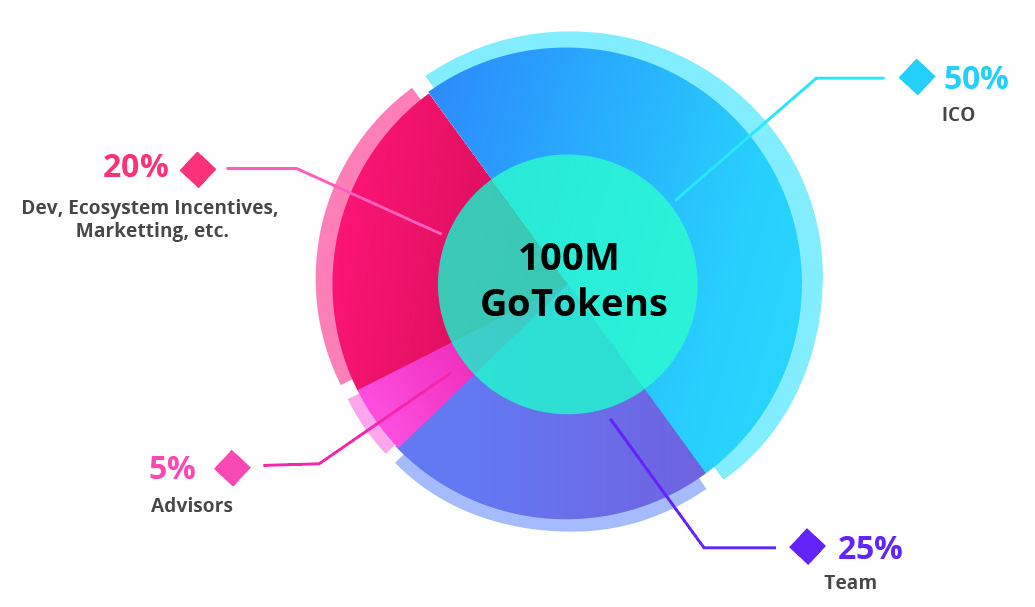 50%
ICO
20%
Dev, Ecosystem Incentives,
Marketting, etc.
100M
GoTokens
5%
Advisors
25%
Team